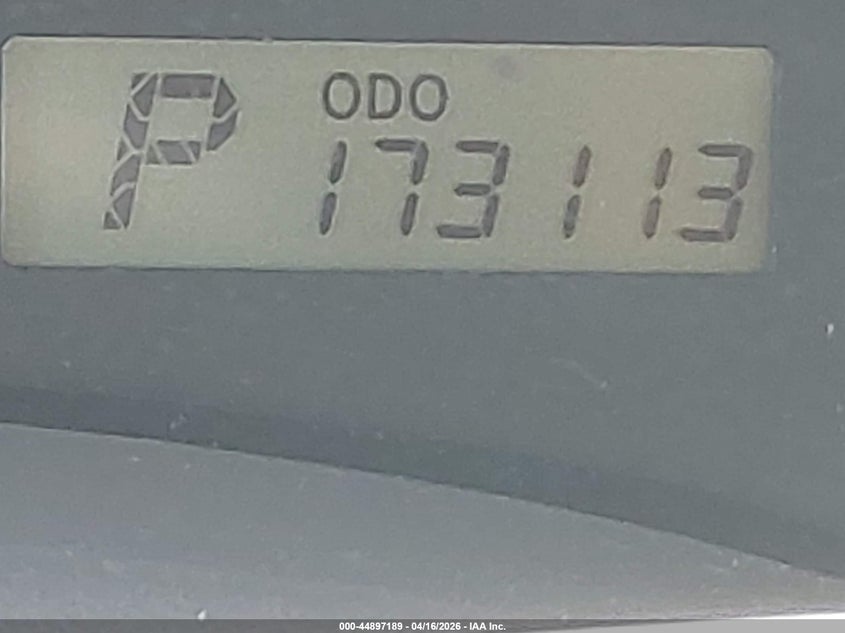 P
ODO
173113
000-44897189 - 04/16/2026 - IAA Inc.